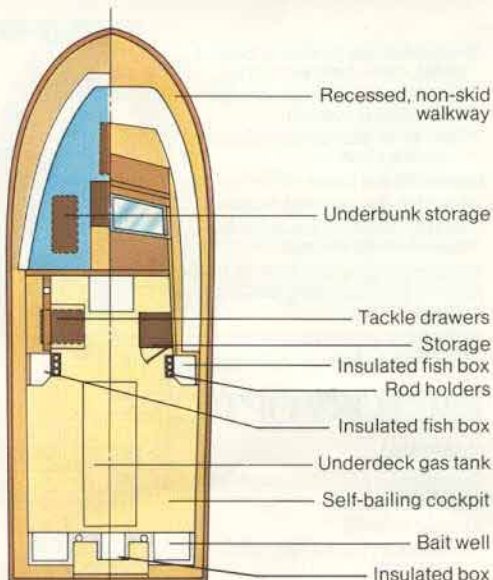 Recessed, non-skid
walkway
Underbunk storage
Tackle drawers
Storage
Insulated fish box
Rod holders
Insulated fish box
Underdeck gas tank
Self-bailing cockpit
Bait well
Insulated box